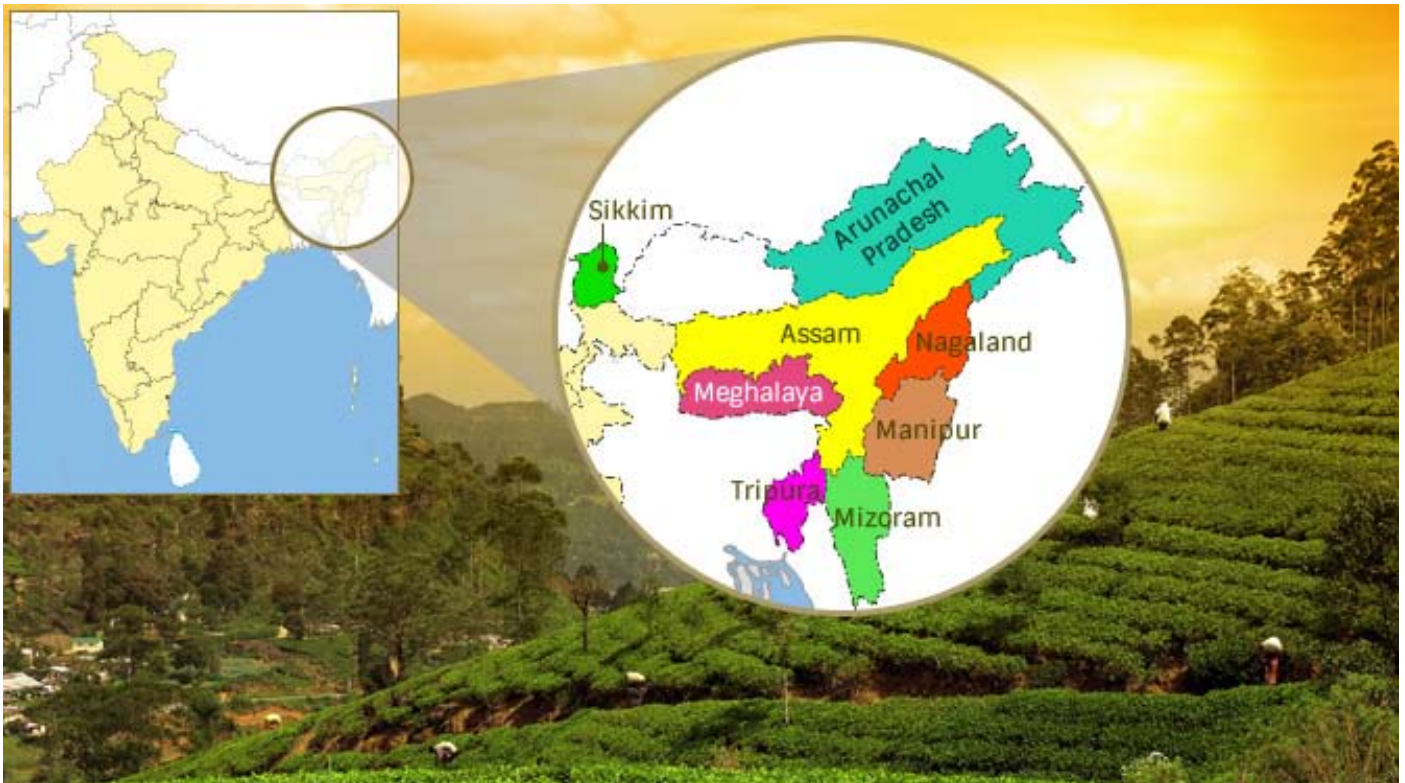 Sikkim
Arunachal
Pradesh
Assam
Nagaland
Meghalaya
Manipur
Tripura
Mizoram